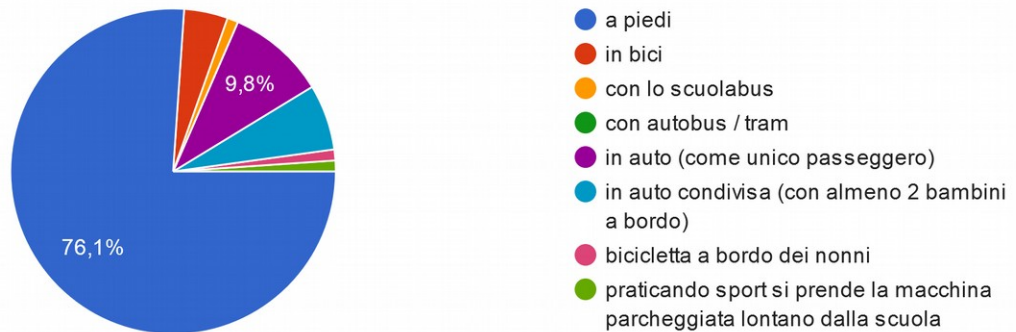 9,8%
76,1%
a piedi
in bici
con lo scuolabus
con autobus / tram
in auto (come unico passeggero)
in auto condivisa (con almeno 2 bambini
a bordo)
bicicletta a bordo dei nonni
praticando sport si prende la macchina
parcheggiata lontano dalla scuola